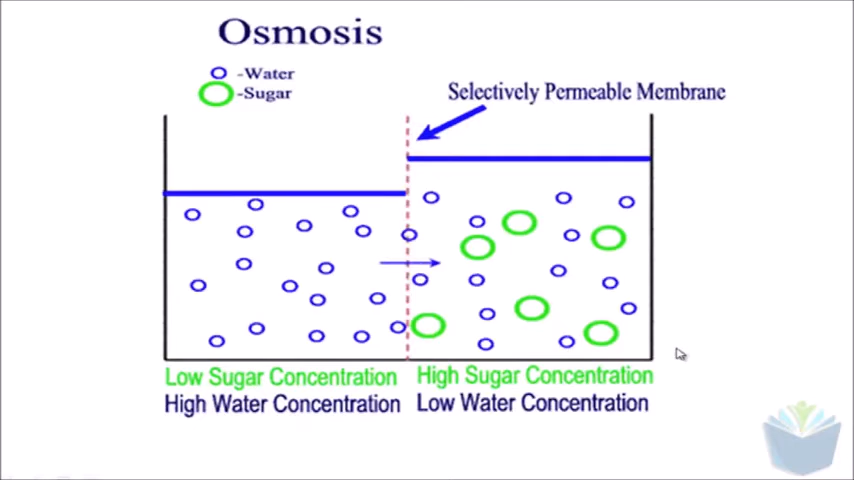 Osmosis
-Water
-Sugar
Selectively Permeable Membrane
Low Sugar Concentration
High Sugar Concentration
High Water Concentration
Low Water Concentration